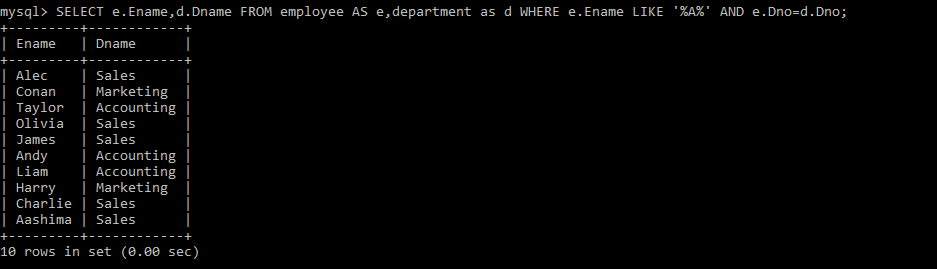 mysql> SELECT e.Ename,d.Dname FROM employee AS e,department as d WHERE e.Ename LIKE '%A%' AND e.Dno=d.Dno;
+---------+------------+
| Ename   | Dname      |
+---------+------------+
| Alec    | Sales      |
| Conan   | Marketing  |
| Taylor  | Accounting |
| Olivia  | Sales      |
| James   | Sales      |
| Andy    | Accounting |
| Liam    | Accounting |
| Harry   | Marketing  |
| Charlie | Sales      |
| Aashima | Sales      |
+---------+------------+
10 rows in set (0.00 sec)